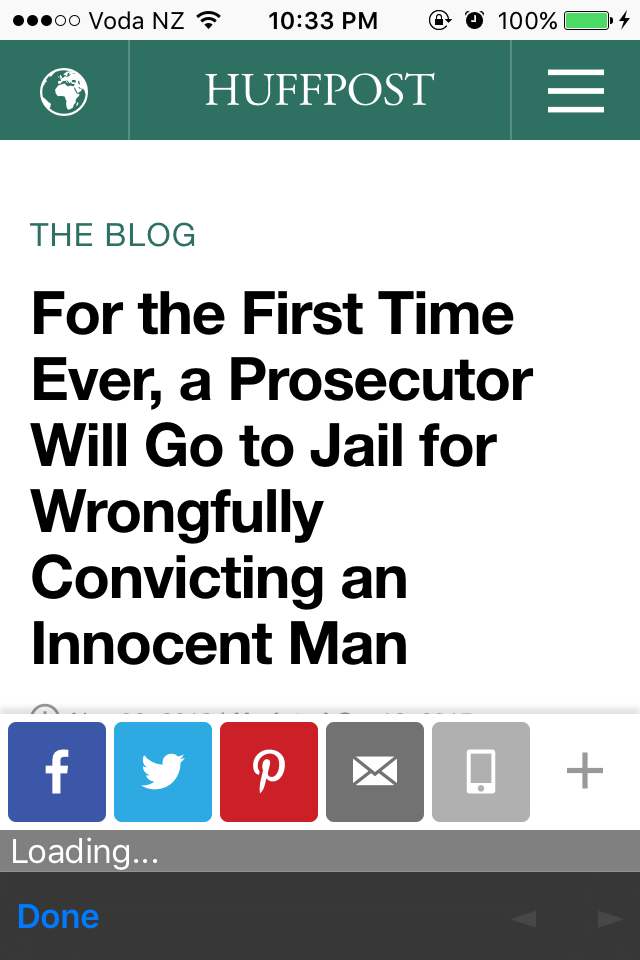 Voda NZ 10:33 PM 100%
HUFFPOST
THE BLOG
For the First Time
Ever, a Prosecutor
Will Go to Jail for
Wrongfully
Convicting an
Innocent Man
Loading...
Done